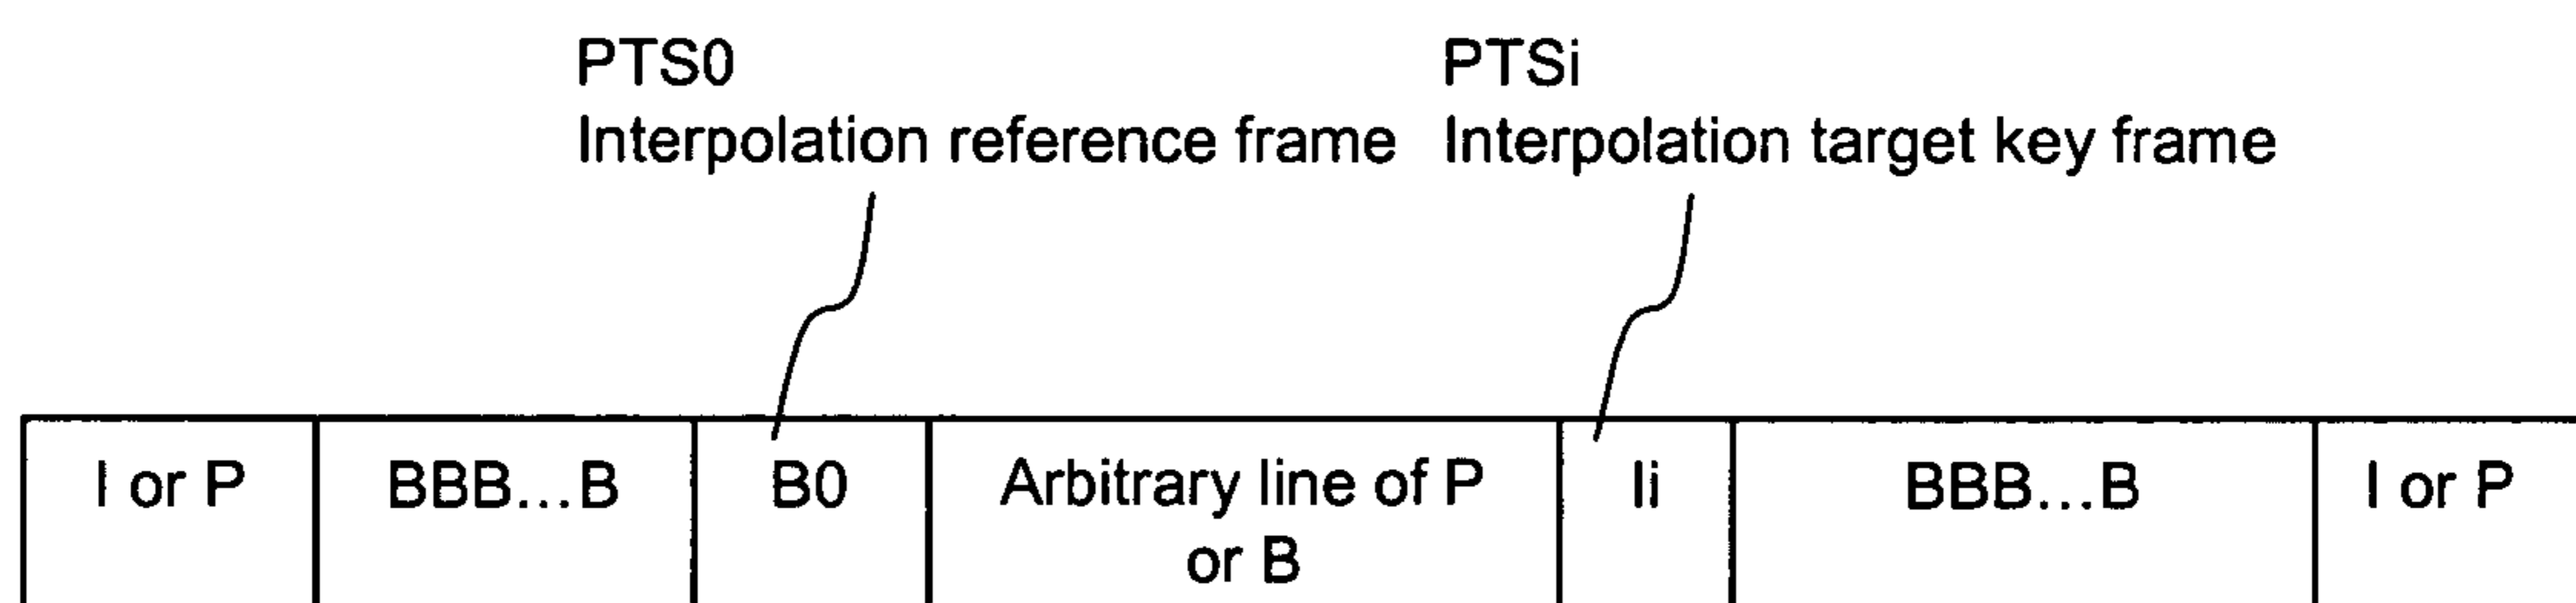 PTS0
Interpolation reference frame
PTSi
Interpolation target key frame
I or P
BBB...B
B0
Arbitrary line of P
or B
Ii
BBB...B
I or P